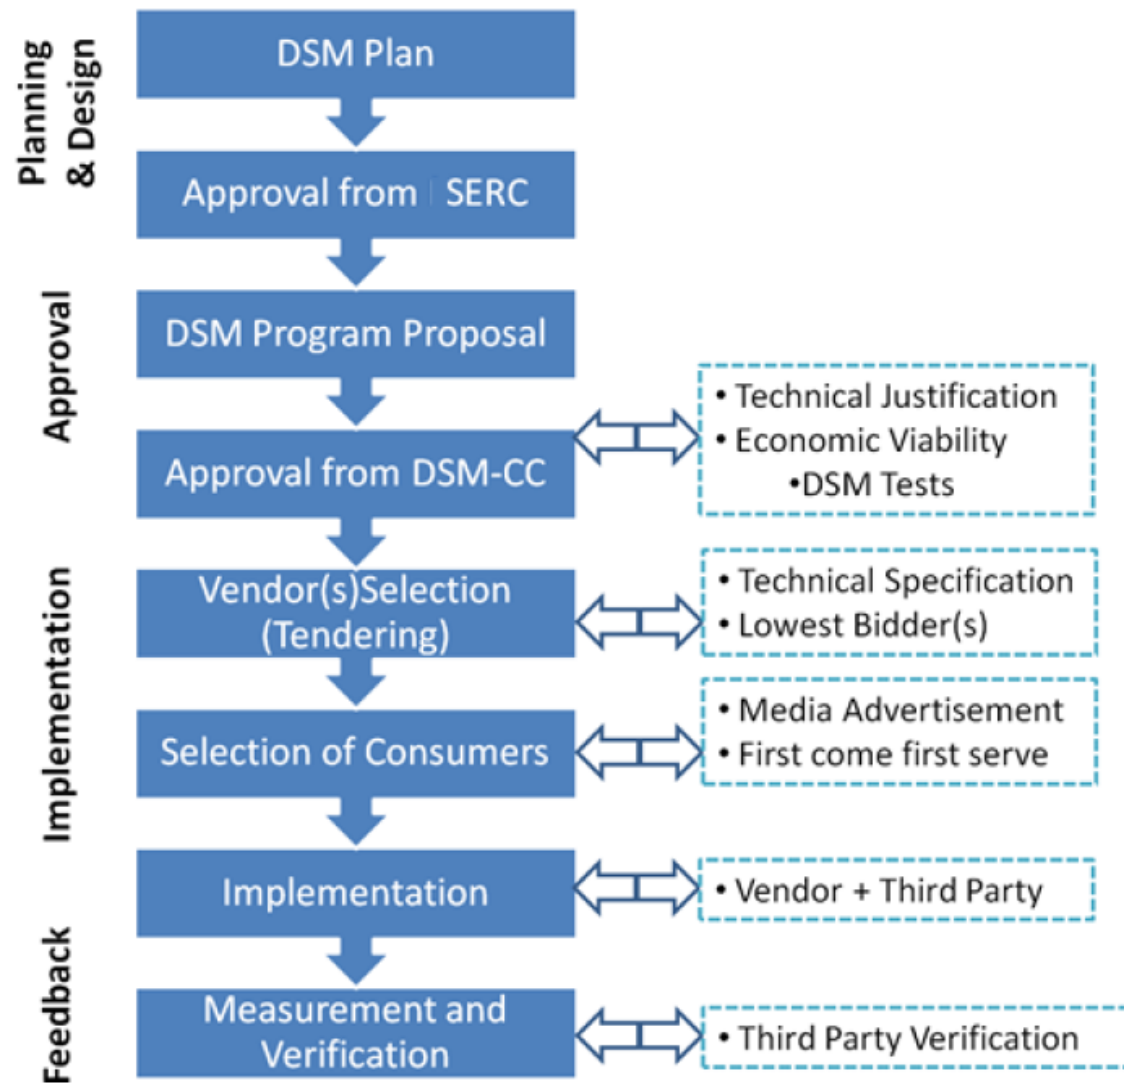 Planning
& Design
DSM Plan
Approval from SERC
Approval
DSM Program Proposal
Approval from DSM-CC
• Technical Justification
• Economic Viability
•DSM Tests
Implementation
Vendor(s)Selection
(Tendering)
• Technical Specification
• Lowest Bidder(s)
Selection of Consumers
• Media Advertisement
• First come first serve
Implementation
• Vendor + Third Party
Feedback
Measurement and
Verification
• Third Party Verification